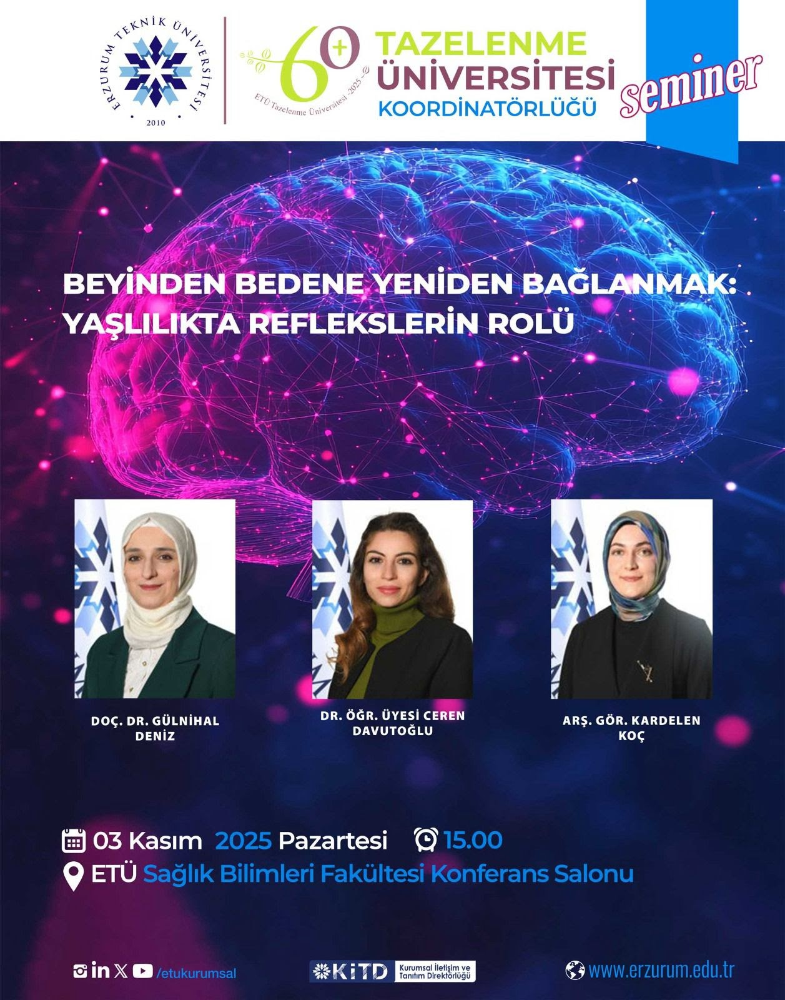 ERZURUM TEKNİK ÜNİVERSİTESİ
2010
60+
ETÜ Tazelenme Üniversitesi -2025-
TAZELENME
ÜNİVERSİTESİ
KOORDİNATÖRLÜĞÜ
seminer
BEYİNDEN BEDENE YENİDEN BAĞLANMAK:
YAŞLILIKTA REFLEKSLERİN ROLÜ
DOÇ. DR. GÜLNİHAL
DENİZ
DR. ÖĞR. ÜYESİ CEREN
DAVUTOĞLU
ARŞ. GÖR. KARDELEN
KOÇ
03 Kasım 2025 Pazartesi 15.00
ETÜ Sağlık Bilimleri Fakültesi Konferans Salonu
/etukurumsal
KiTD
Kurumsal İletişim ve
Tanıtım Direktörlüğü
www.erzurum.edu.tr